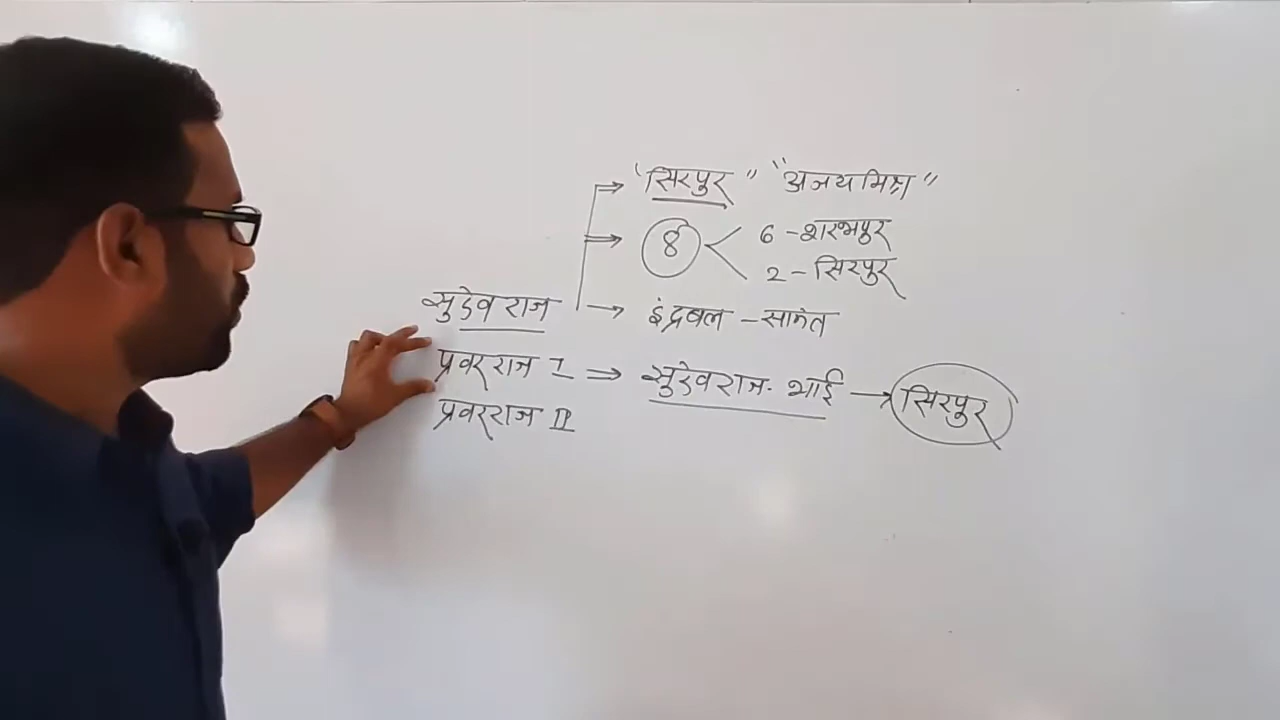 "सिरपुर" "अजयमिश्र"
8 6 - शरभपुर
2 - सिरपुर
सुदेवराज → इंद्रबल - सामंत
प्रवरराज I ⇒ सुदेवराज - भाई → सिरपुर
प्रवरराज II